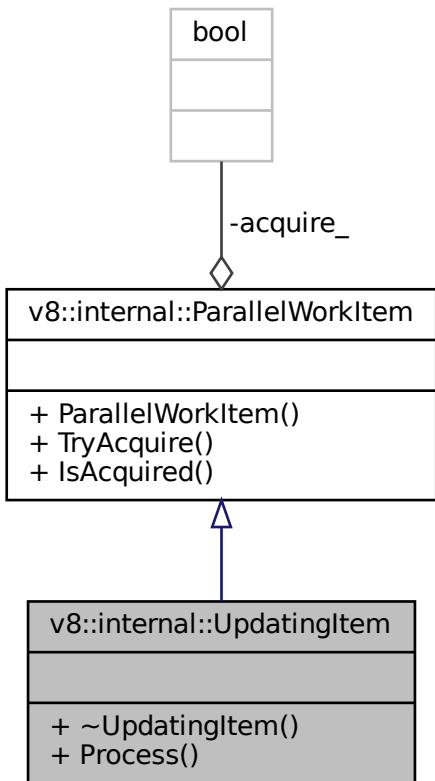 bool
-acquire_
v8::internal::ParallelWorkItem
+ ParallelWorkItem()
+ TryAcquire()
+ IsAcquired()
v8::internal::UpdatingItem
+ ~UpdatingItem()
+ Process()